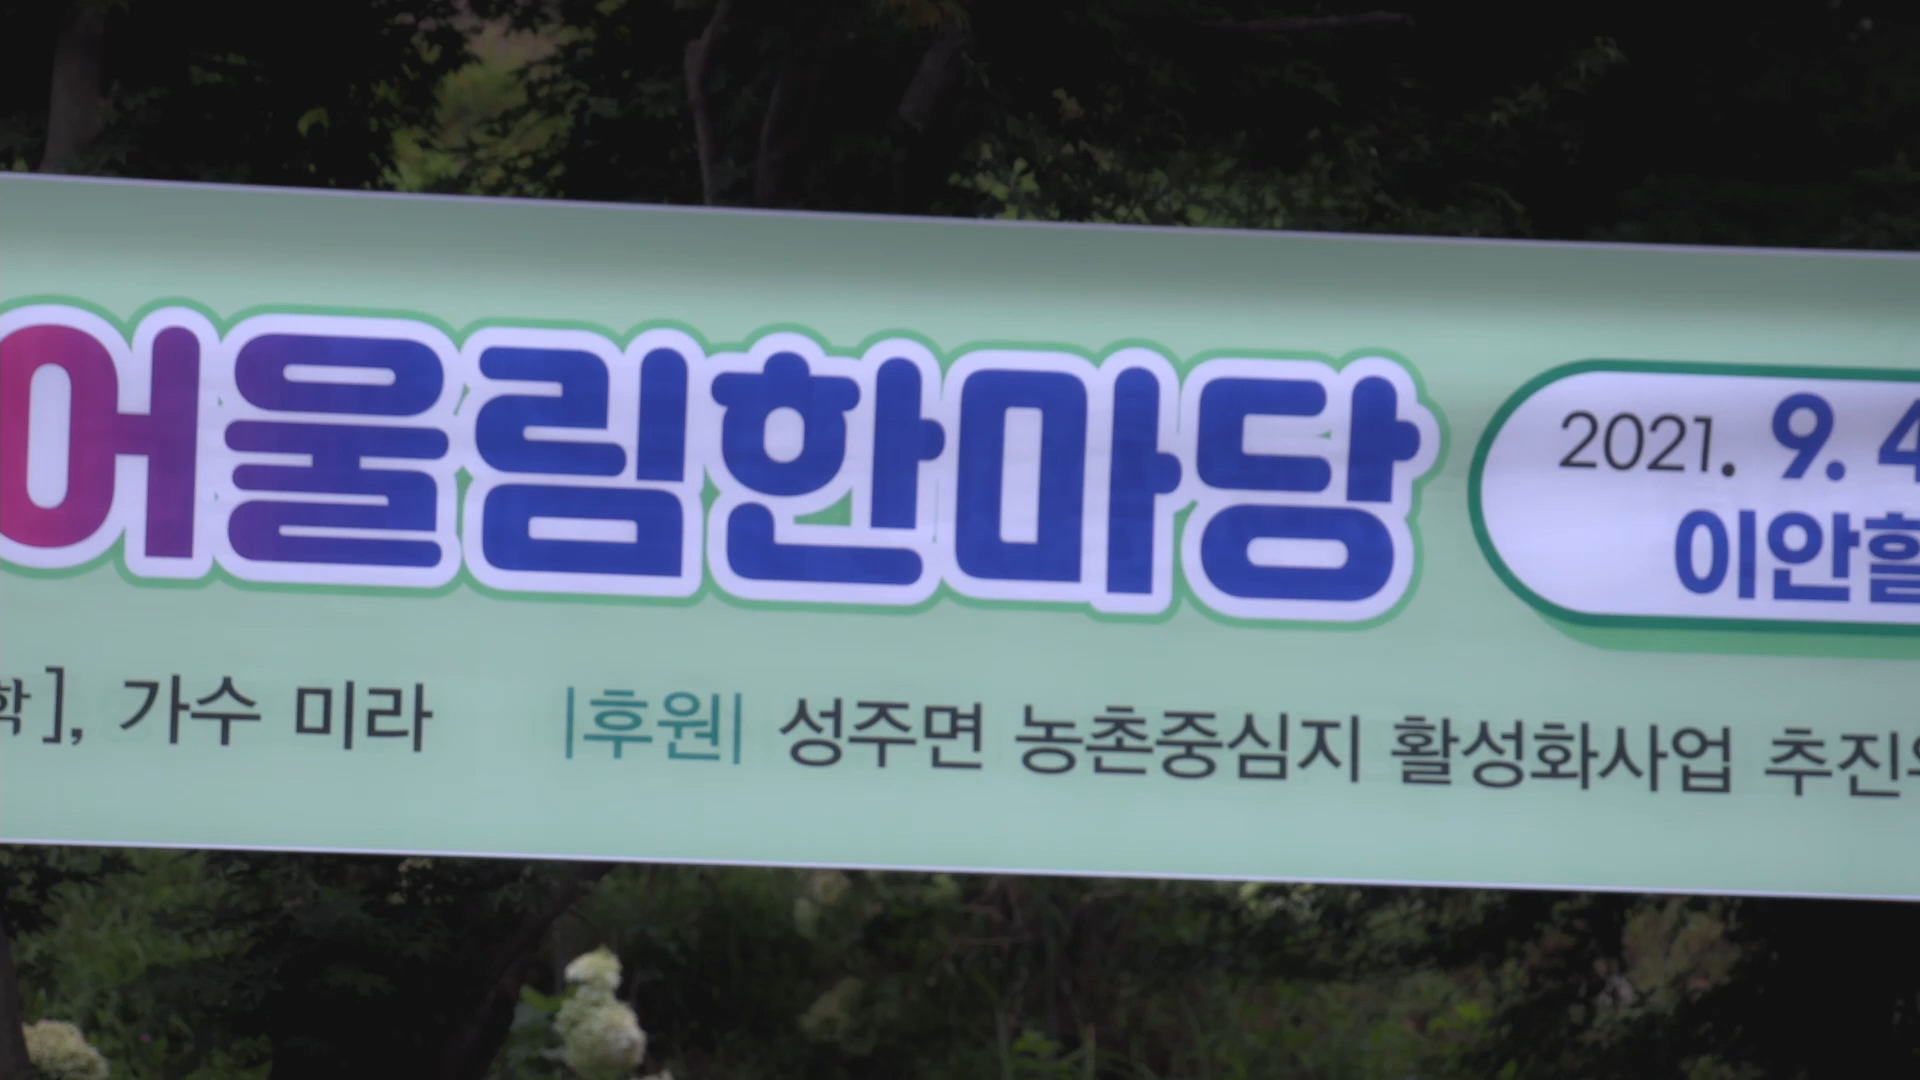 어울림한마당
2021. 9. 4
이안힐
학], 가수 미라 |후원| 성주면 농촌중심지 활성화사업 추진